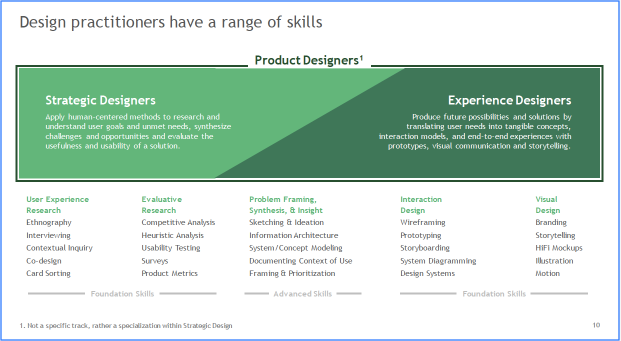 Design practitioners have a range of skills
Product Designers¹
Strategic Designers
Apply human-centered methods to research and
understand user goals and unmet needs, synthesize
challenges and opportunities and evaluate the
usefulness and usability of a solution.
Experience Designers
Produce future possibilities and solutions by
translating user needs into tangible concepts,
interaction models, and end-to-end experiences with
prototypes, visual communication and storytelling.
User Experience
Research
Ethnography
Interviewing
Contextual Inquiry
Co-design
Card Sorting
Evaluative
Research
Competitive Analysis
Heuristic Analysis
Usability Testing
Surveys
Product Metrics
Foundation Skills
Problem Framing,
Synthesis, & Insight
Sketching & Ideation
Information Architecture
System/Concept Modeling
Documenting Context of Use
Framing & Prioritization
Advanced Skills
Interaction
Design
Wireframing
Prototyping
Storyboarding
System Diagramming
Design Systems
Visual
Design
Branding
Storytelling
HiFi Mockups
Illustration
Motion
Foundation Skills
1. Not a specific track, rather a specialization within Strategic Design
10